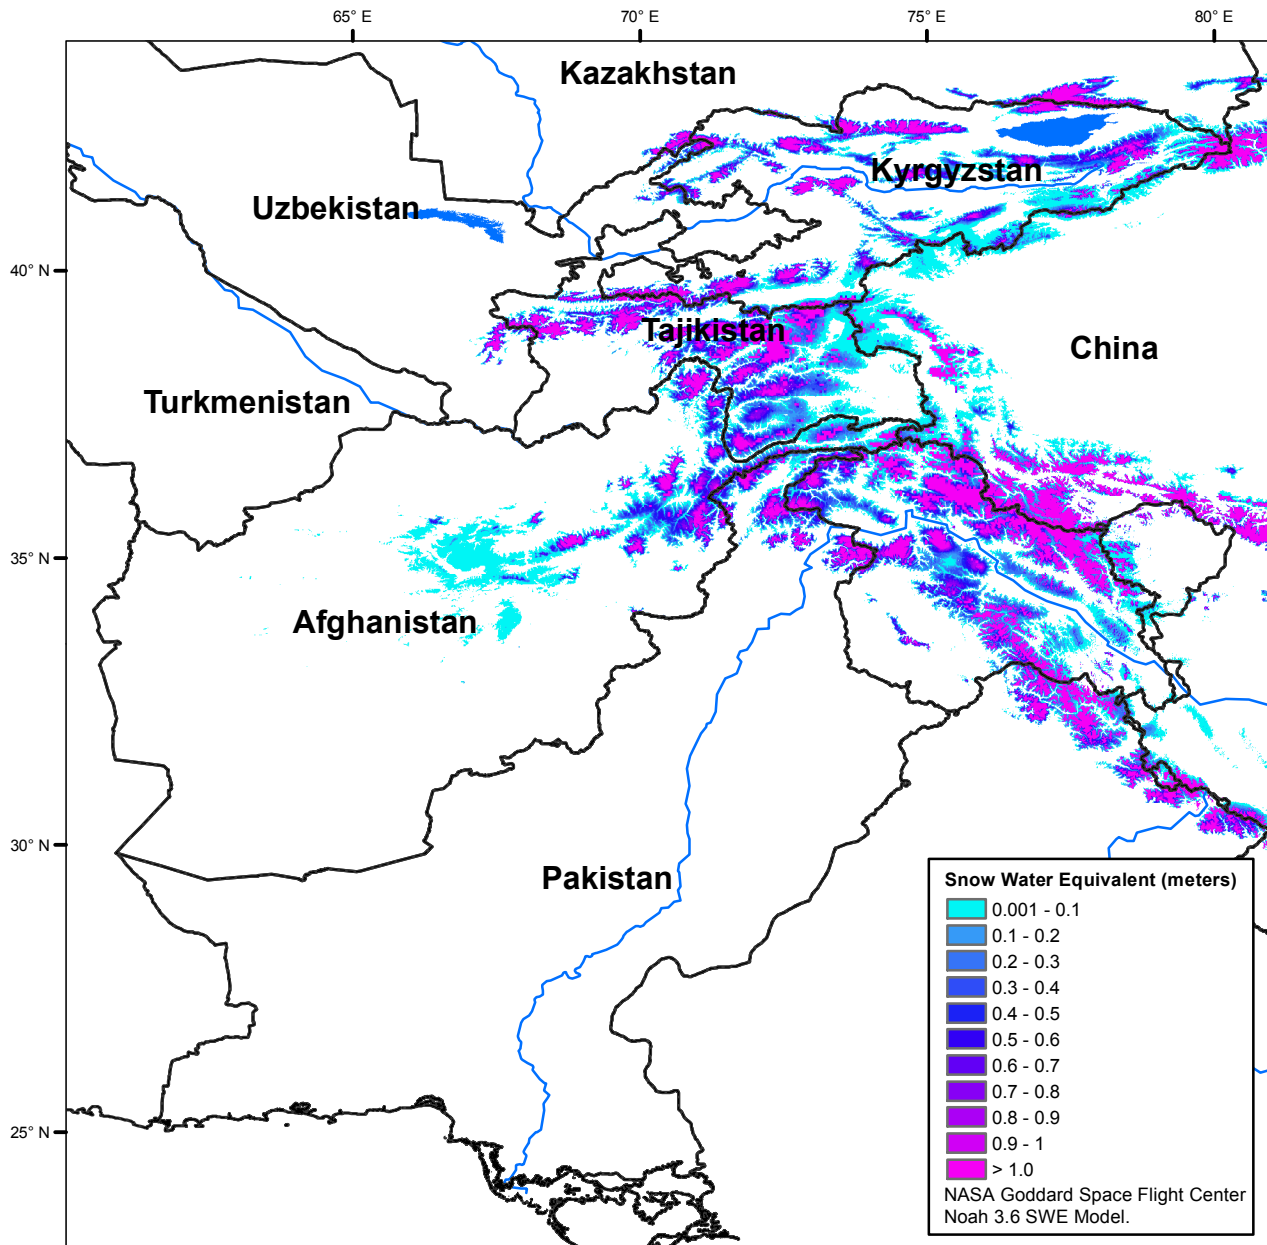 65° E
70° E
75° E
80° E
Kazakhstan
Kyrgyzstan
Uzbekistan
40° N
Tajikistan
China
Turkmenistan
35° N
Afghanistan
30° N
Pakistan
25° N
Snow Water Equivalent (meters)
0.001 - 0.1
0.1 - 0.2
0.2 - 0.3
0.3 - 0.4
0.4 - 0.5
0.5 - 0.6
0.6 - 0.7
0.7 - 0.8
0.8 - 0.9
0.9 - 1
> 1.0
NASA Goddard Space Flight Center
Noah 3.6 SWE Model.